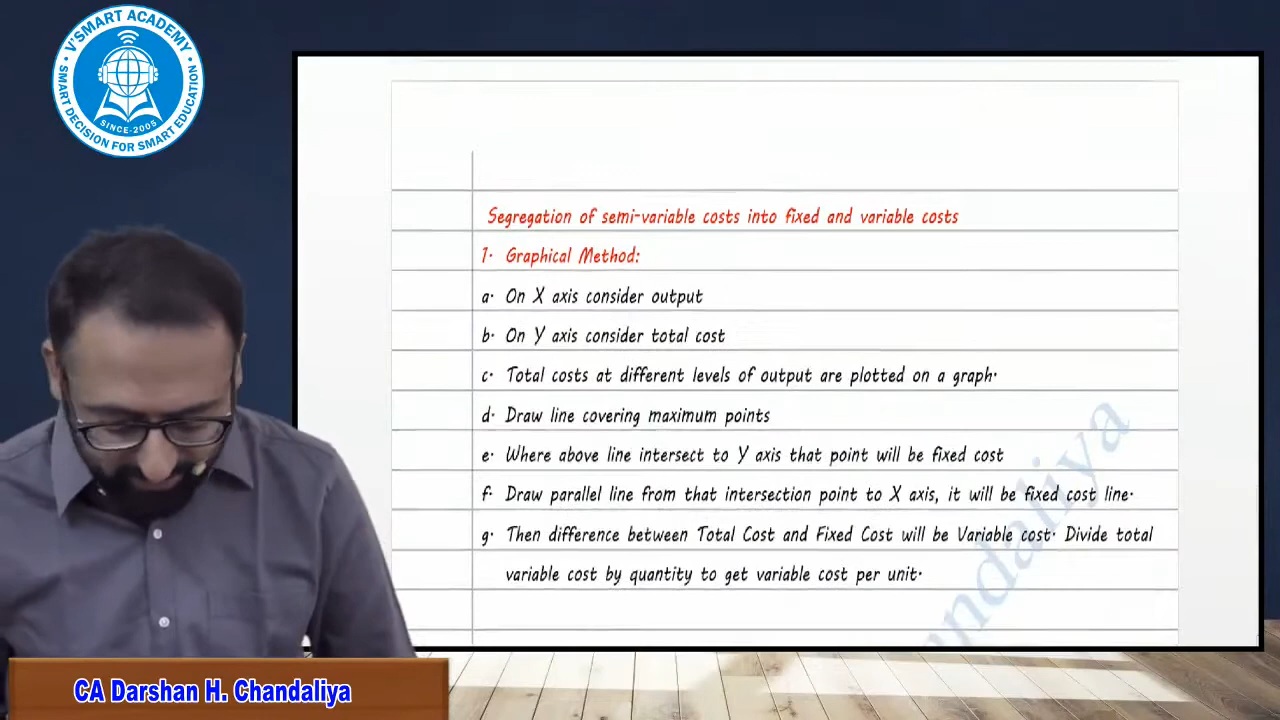 V'SMART ACADEMY
SMART DECISION FOR SMART EDUCATION
SINCE-2005
Segregation of semi-variable costs into fixed and variable costs
1. Graphical Method:
a. On X axis consider output
b. On Y axis consider total cost
c. Total costs at different levels of output are plotted on a graph.
d. Draw line covering maximum points
e. Where above line intersect to Y axis that point will be fixed cost
f. Draw parallel line from that intersection point to X axis, it will be fixed cost line.
g. Then difference between Total Cost and Fixed Cost will be Variable cost. Divide total
variable cost by quantity to get variable cost per unit.
CA Darshan H. Chandaliya